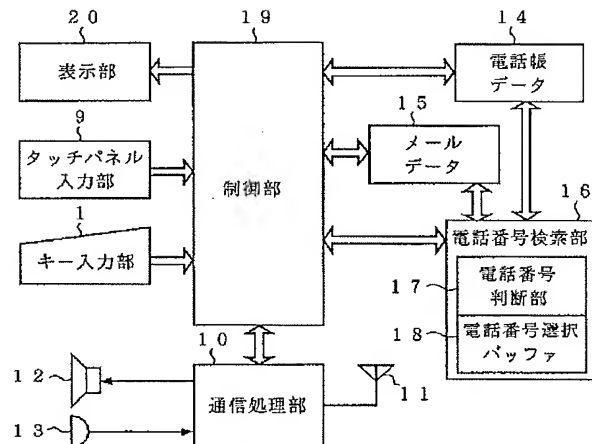 20
19
14
表示部
電話帳
データ
9
15
タッチパネル
入力部
メール
データ
制御部
16
1
キー入力部
電話番号検索部
17
電話番号
判断部
10
18
電話番号選択
バッファ
12
通信処理部
11
13